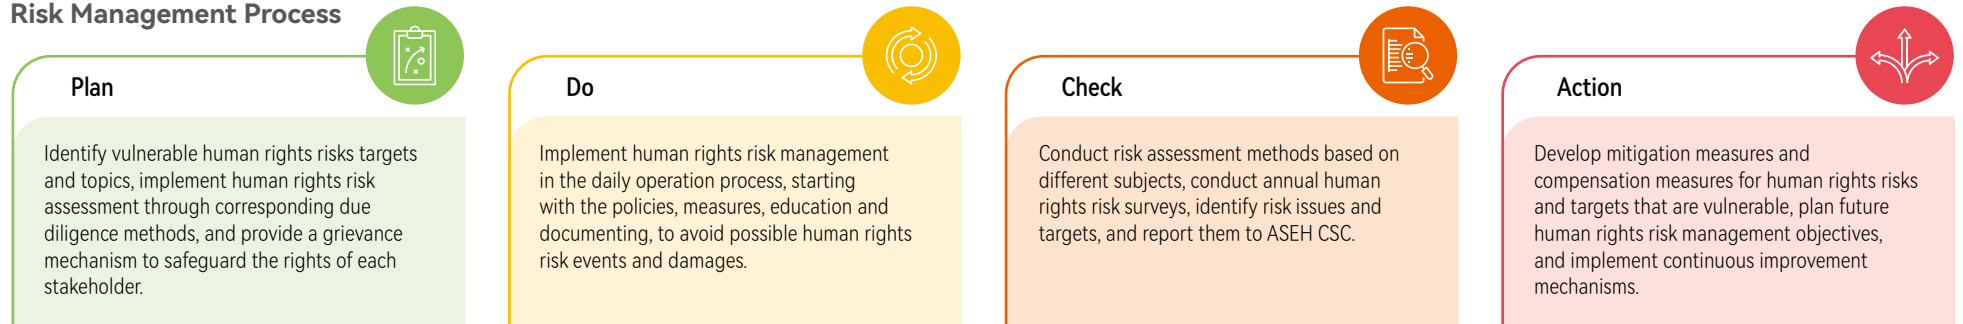 Risk Management Process
Plan
Identify vulnerable human rights risks targets
and topics, implement human rights risk
assessment through corresponding due
diligence methods, and provide a grievance
mechanism to safeguard the rights of each
stakeholder.
Do
Implement human rights risk management
in the daily operation process, starting
with the policies, measures, education and
documenting, to avoid possible human rights
risk events and damages.
Check
Conduct risk assessment methods based on
different subjects, conduct annual human
rights risk surveys, identify risk issues and
targets, and report them to ASEH CSC.
Action
Develop mitigation measures and
compensation measures for human rights risks
and targets that are vulnerable, plan future
human rights risk management objectives,
and implement continuous improvement
mechanisms.